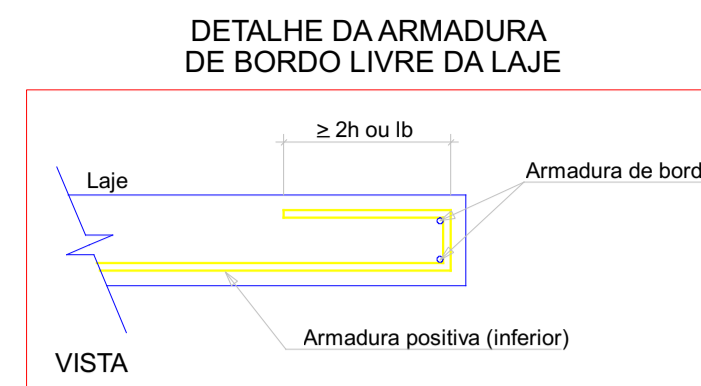 DETALHE DA ARMADURA
DE BORDO LIVRE DA LAJE
≥ 2h ou lb
Laje
Armadura de bord
Armadura positiva (inferior)
VISTA